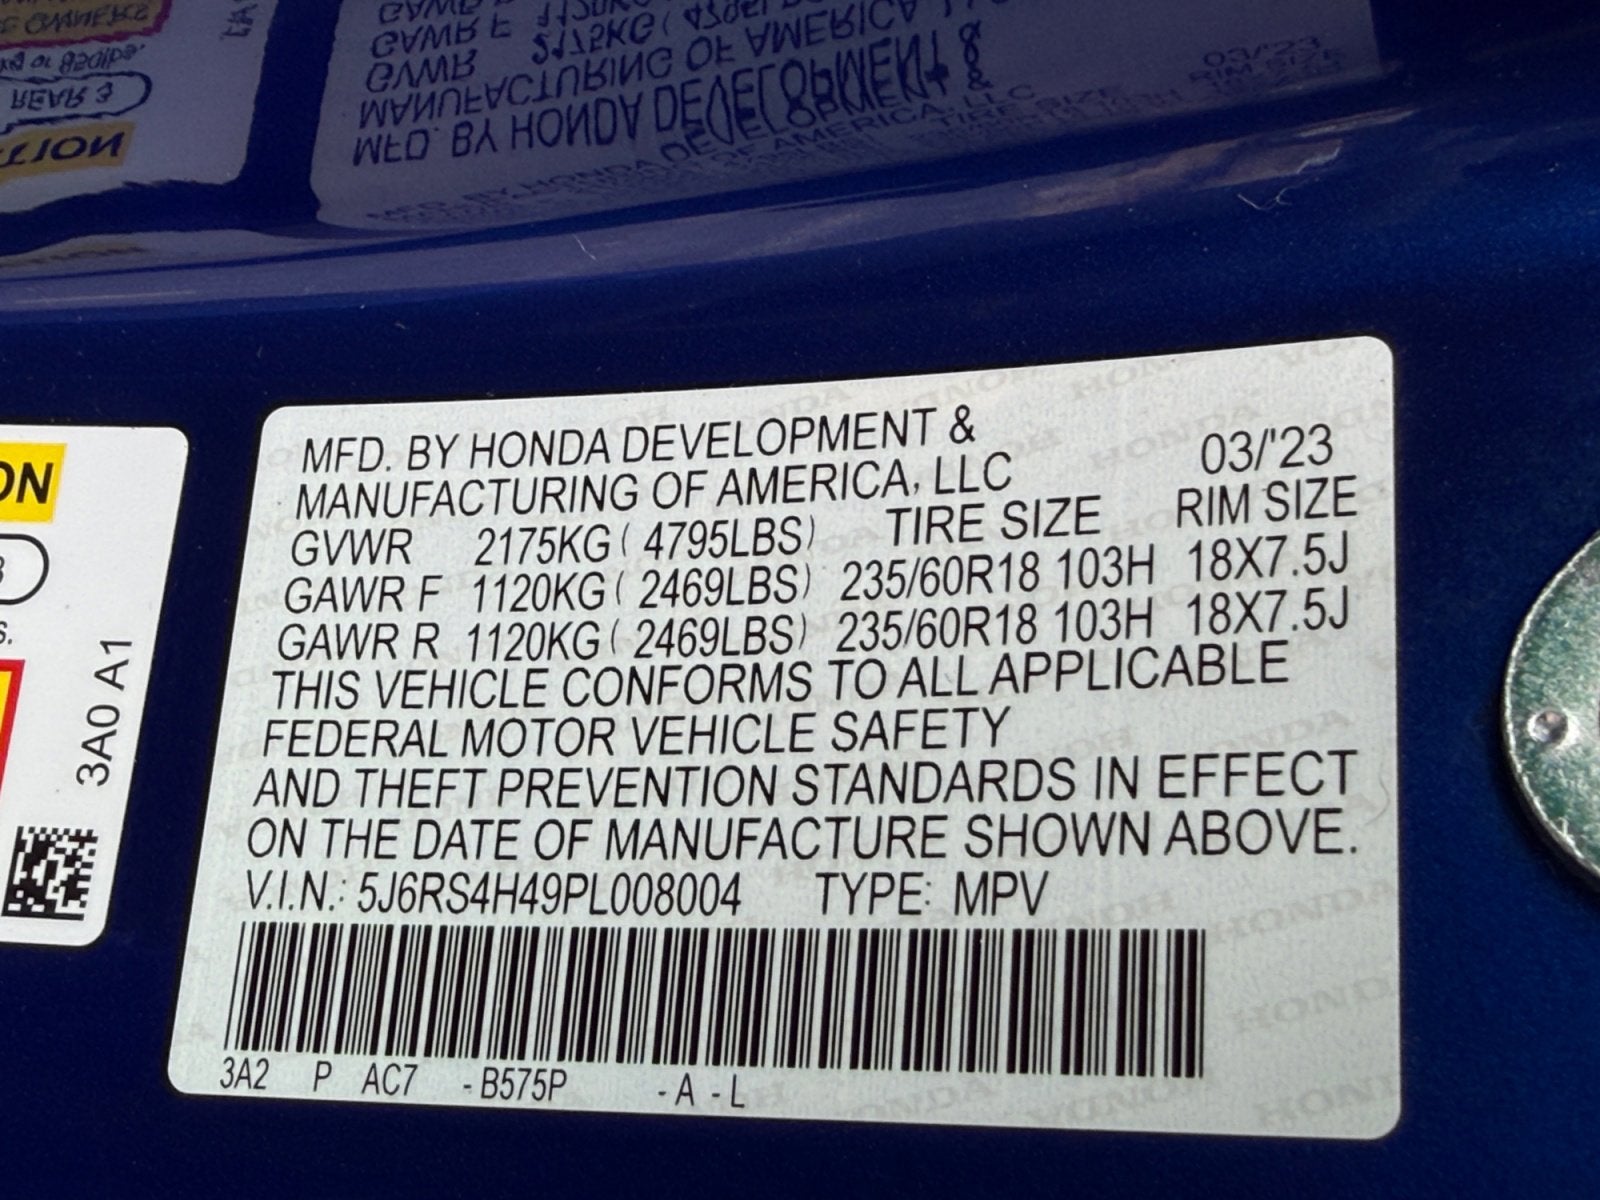 MFD. BY HONDA DEVELOPMENT &
MANUFACTURING OF AMERICA, LLC 03/'23
GVWR 2175KG ( 4795LBS) TIRE SIZE RIM SIZE
GAWR F 1120KG ( 2469LBS) 235/60R18 103H 18X7.5J
GAWR R 1120KG ( 2469LBS) 235/60R18 103H 18X7.5J
THIS VEHICLE CONFORMS TO ALL APPLICABLE
FEDERAL MOTOR VEHICLE SAFETY
AND THEFT PREVENTION STANDARDS IN EFFECT
ON THE DATE OF MANUFACTURE SHOWN ABOVE.
V.I.N.: 5J6RS4H49PL008004 TYPE: MPV
3A2 P AC7 - B575P - A - L
3A0 A1